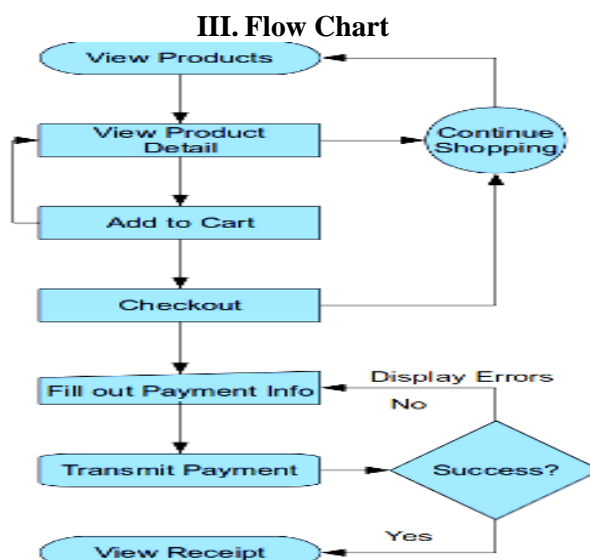 III. Flow Chart
View Products
View Product
Detail
Continue
Shopping
Add to Cart
Checkout
Display Errors
Fill out Payment Info
No
Transmit Payment
Success?
Yes
View Receipt